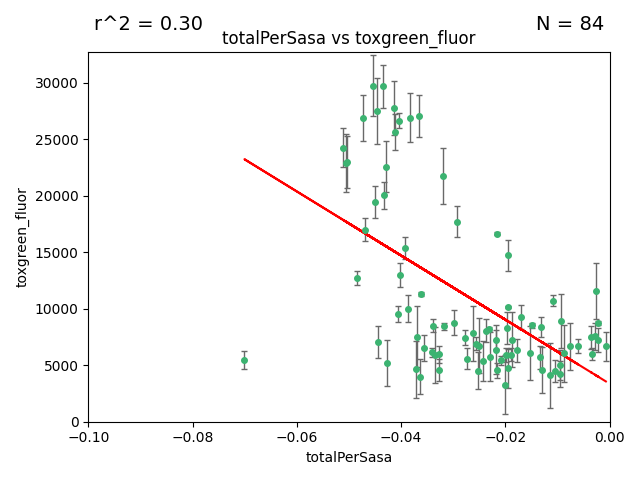 r^2 = 0.30
N = 84
totalPerSasa vs toxgreen_fluor
30000
25000
20000
15000
10000
5000
0
toxgreen_fluor
−0.10
−0.08
−0.06
−0.04
−0.02
0.00
totalPerSasa